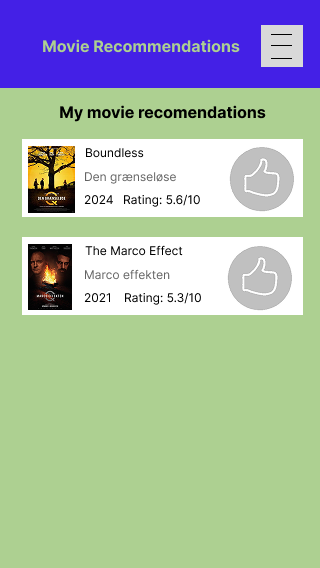 Movie Recommendations
My movie recomendations
Boundless
Den grænseløse
2024 Rating: 5.6/10
The Marco Effect
Marco effekten
2021 Rating: 5.3/10